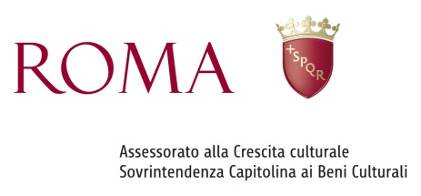 ROMA
+SPQR
Assessorato alla Crescita culturale
Sovrintendenza Capitolina ai Beni Culturali